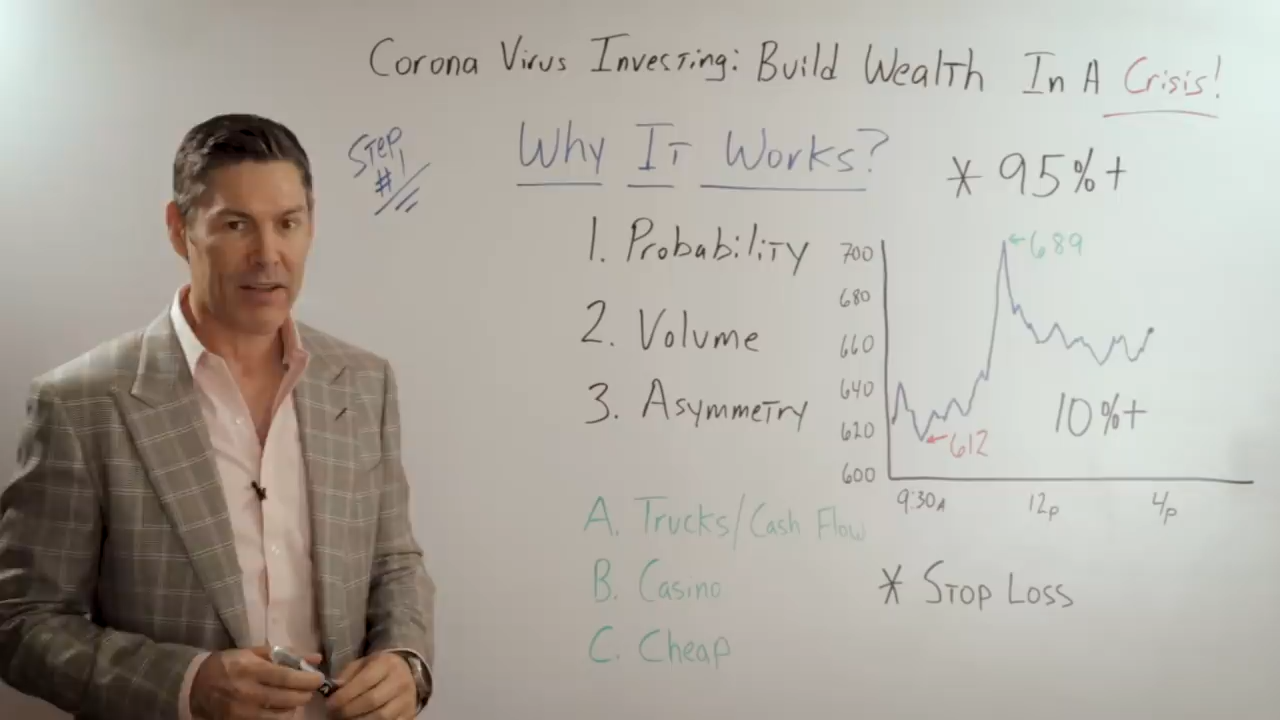 Corona Virus Investing: Build Wealth In A Crisis!
Step #1
Why It Works?
* 95%+
1. Probability
2. Volume
3. Asymmetry
700
680
660
640
620
600
689
612
10%+
9:30A 12p 4p
A. Trucks/Cash Flow
B. Casino
C. Cheap
* Stop Loss